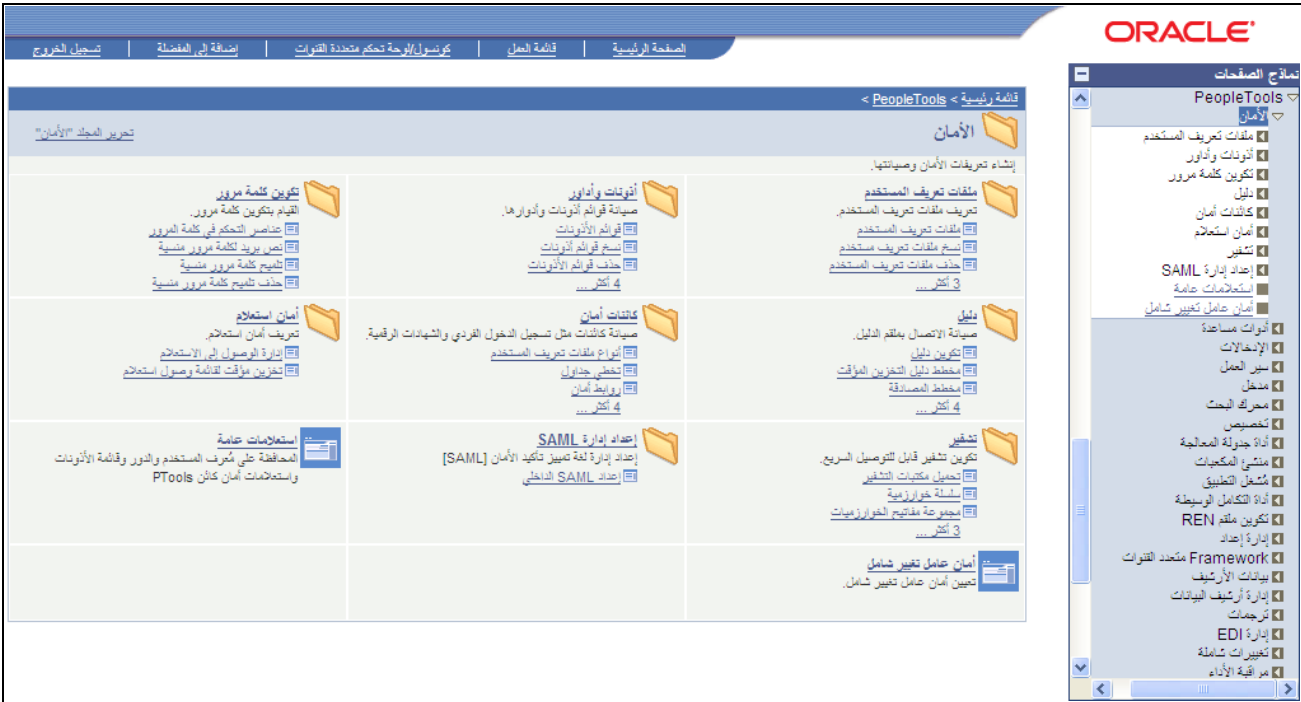 ORACLE
الصفحة الرئيسية
قائمة العمل
كونسول/لوحة تحكم متعددة القنوات
إضافة إلى المفضلة
تسجيل الخروج
نماذج الصفحات
PeopleTools
الأمان
ملفات تعريف المستخدم
أذونات وأداور
تكوين كلمة مرور
دليل
كائنات أمان
أمان استعلام
تشفير
إعداد إدارة SAML
استعلامات عامة
أمان عامل تغيير شامل
أدوات مساعدة
الإدخالات
سير العمل
مدخل
محرك البحث
تخصيص
أداة جدولة المعالجة
منشئ المكعبات
مُشغل التطبيق
أداة التكامل الوسيطة
تكوين ملقم REN
إدارة إعداد
Framework متعدد القنوات
بيانات الأرشيف
إدارة أرشيف البيانات
ترجمات
إدارة EDI
تغييرات شاملة
مراقبة الأداء
قائمة رئيسية > PeopleTools >
الأمان
تحرير المجلد "الأمان"
إنشاء تعريفات الأمان وصيانتها.
ملفات تعريف المستخدم
تعريف ملفات تعريف المستخدم.
ملفات تعريف المستخدم
نسخ ملفات تعريف مستخدم
حذف ملفات تعريف المستخدم
3 أكثر ...
أذونات وأداور
صيانة قوائم أذونات وأدوارها.
قوائم الأذونات
نسخ قوائم أذونات
حذف قوائم الأذونات
4 أكثر ...
تكوين كلمة مرور
القيام بتكوين كلمة مرور.
عناصر التحكم في كلمة المرور
نص بريد لكلمة مرور منسية
تلميح كلمة مرور منسية
حذف تلميح كلمة مرور منسية
دليل
صيانة الاتصال بملقم الدليل.
تكوين دليل
مخطط دليل التخزين المؤقت
مخطط المصادقة
4 أكثر ...
كائنات أمان
صيانة كائنات مثل تسجيل الدخول الفردي والشهادات الرقمية.
أنواع ملفات تعريف المستخدم
تخطي جداول
روابط أمان
4 أكثر ...
أمان استعلام
تعريف أمان استعلام.
إدارة الوصول إلى الاستعلام
تخزين مؤقت لقائمة وصول استعلام
تشفير
تكوين تشفير قابل للتوصيل السريع.
تحميل مكتبات التشفير
سلسلة خوارزمية
مجموعة مفاتيح الخوارزميات
3 أكثر ...
إعداد إدارة SAML
إعداد إدارة لغة تمييز تأكيد الأمان [SAML]
إعداد SAML الداخلي
استعلامات عامة
المحافظة على مُعرف المستخدم والدور وقائمة الأذونات
واستعلامات أمان كائن PTools
أمان عامل تغيير شامل
تعيين أمان عامل تغيير شامل.